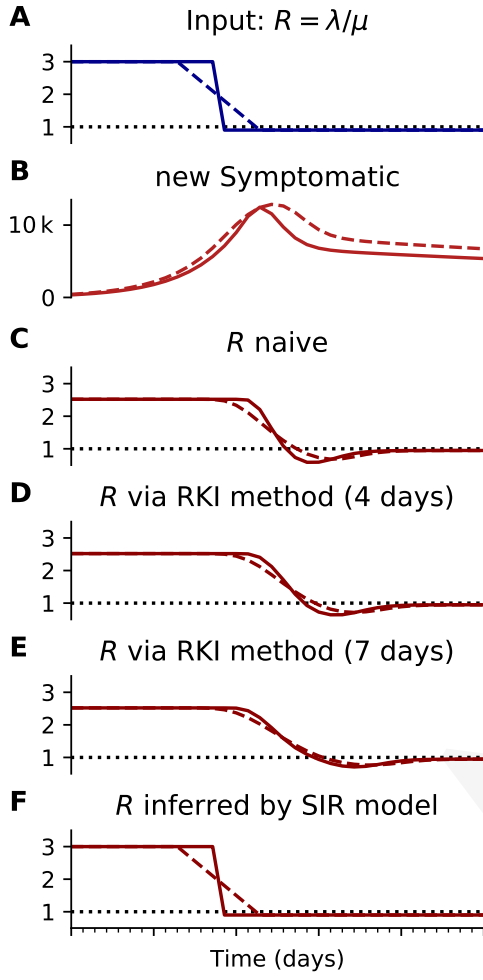 A
Input: R = λ/μ
3
2
1
B
new Symptomatic
10 k
0
C
R naive
3
2
1
D
R via RKI method (4 days)
3
2
1
E
R via RKI method (7 days)
3
2
1
F
R inferred by SIR model
3
2
1
Time (days)